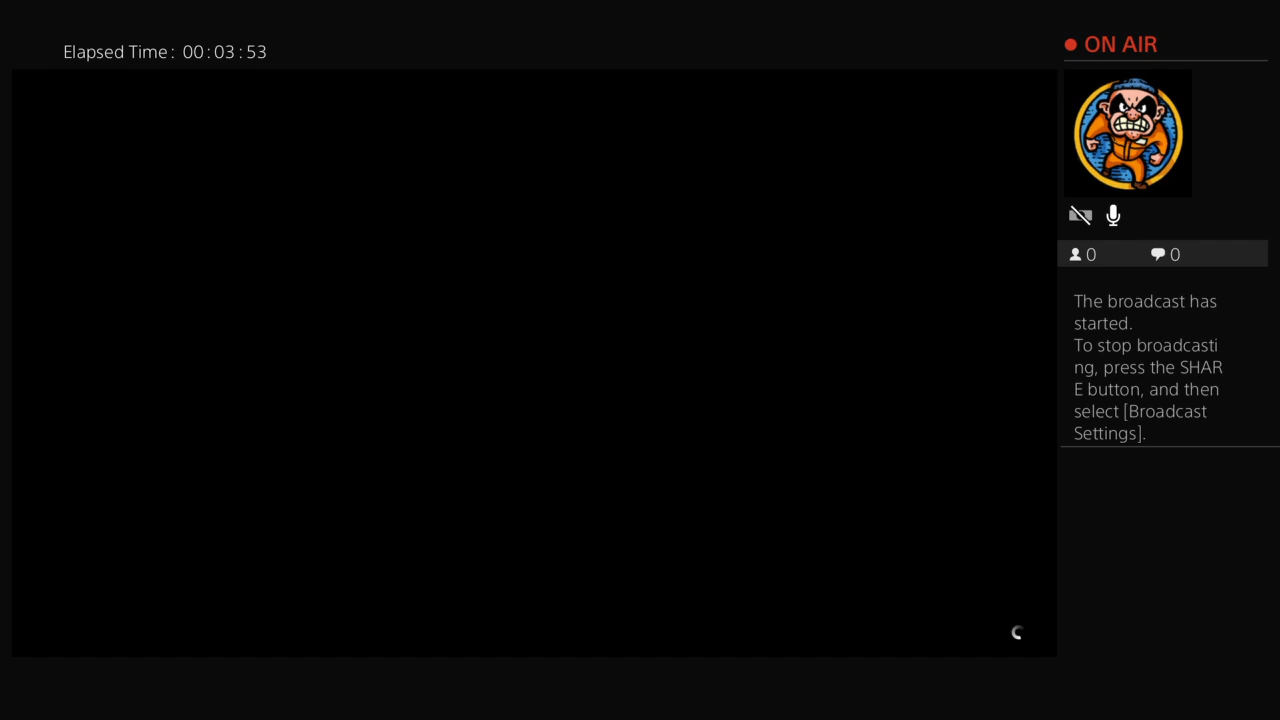 Elapsed Time: 00:03:53
ON AIR
0 0
The broadcast has
started.
To stop broadcasti
ng, press the SHAR
E button, and then
select [Broadcast
Settings].